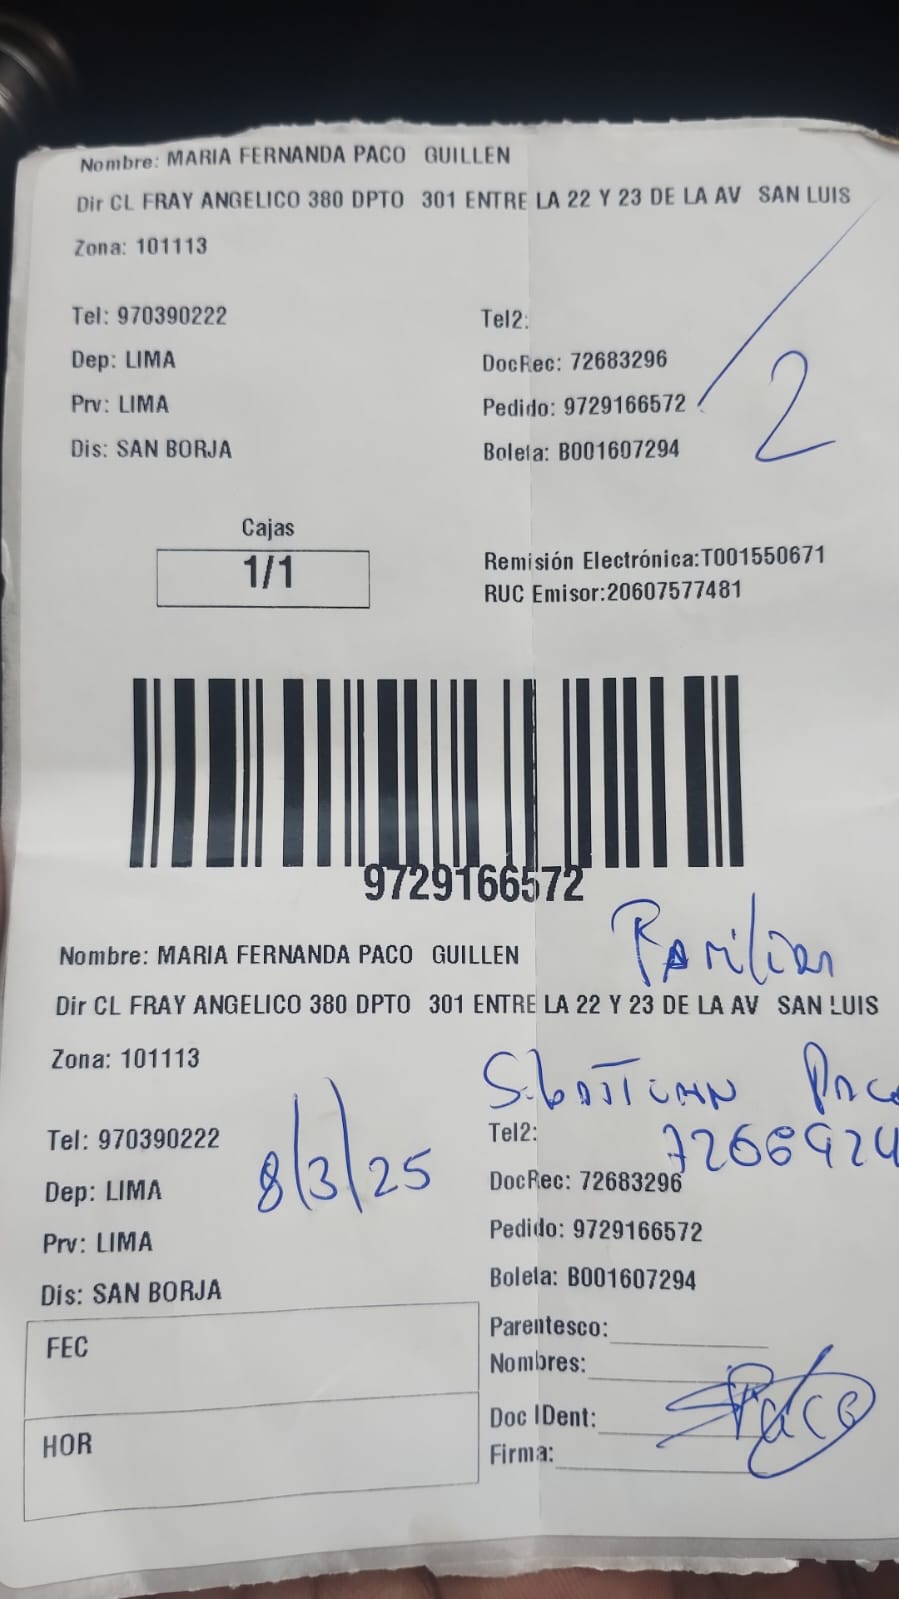 Nombre: MARIA FERNANDA PACO GUILLEN
Dir CL FRAY ANGELICO 380 DPTO 301 ENTRE LA 22 Y 23 DE LA AV SAN LUIS
Zona: 101113
Tel: 970390222 Tel2:
Dep: LIMA DocRec: 72683296
Prv: LIMA Pedido: 9729166572
2
Dis: SAN BORJA Boleta: B001607294
Cajas
1/1
Remisión Electrónica:T001550671
RUC Emisor:20607577481
9729166572
Nombre: MARIA FERNANDA PACO GUILLEN
Dir CL FRAY ANGELICO 380 DPTO 301 ENTRE LA 22 Y 23 DE LA AV SAN LUIS
Zona: 101113
Paco
Tel: 970390222 Tel2:
7266924
8/3/25
Dep: LIMA DocRec: 72683296
Prv: LIMA Pedido: 9729166572
Dis: SAN BORJA Boleta: B001607294
FEC Parentesco:
Nombres:
HOR Doc IDent:
Firma: